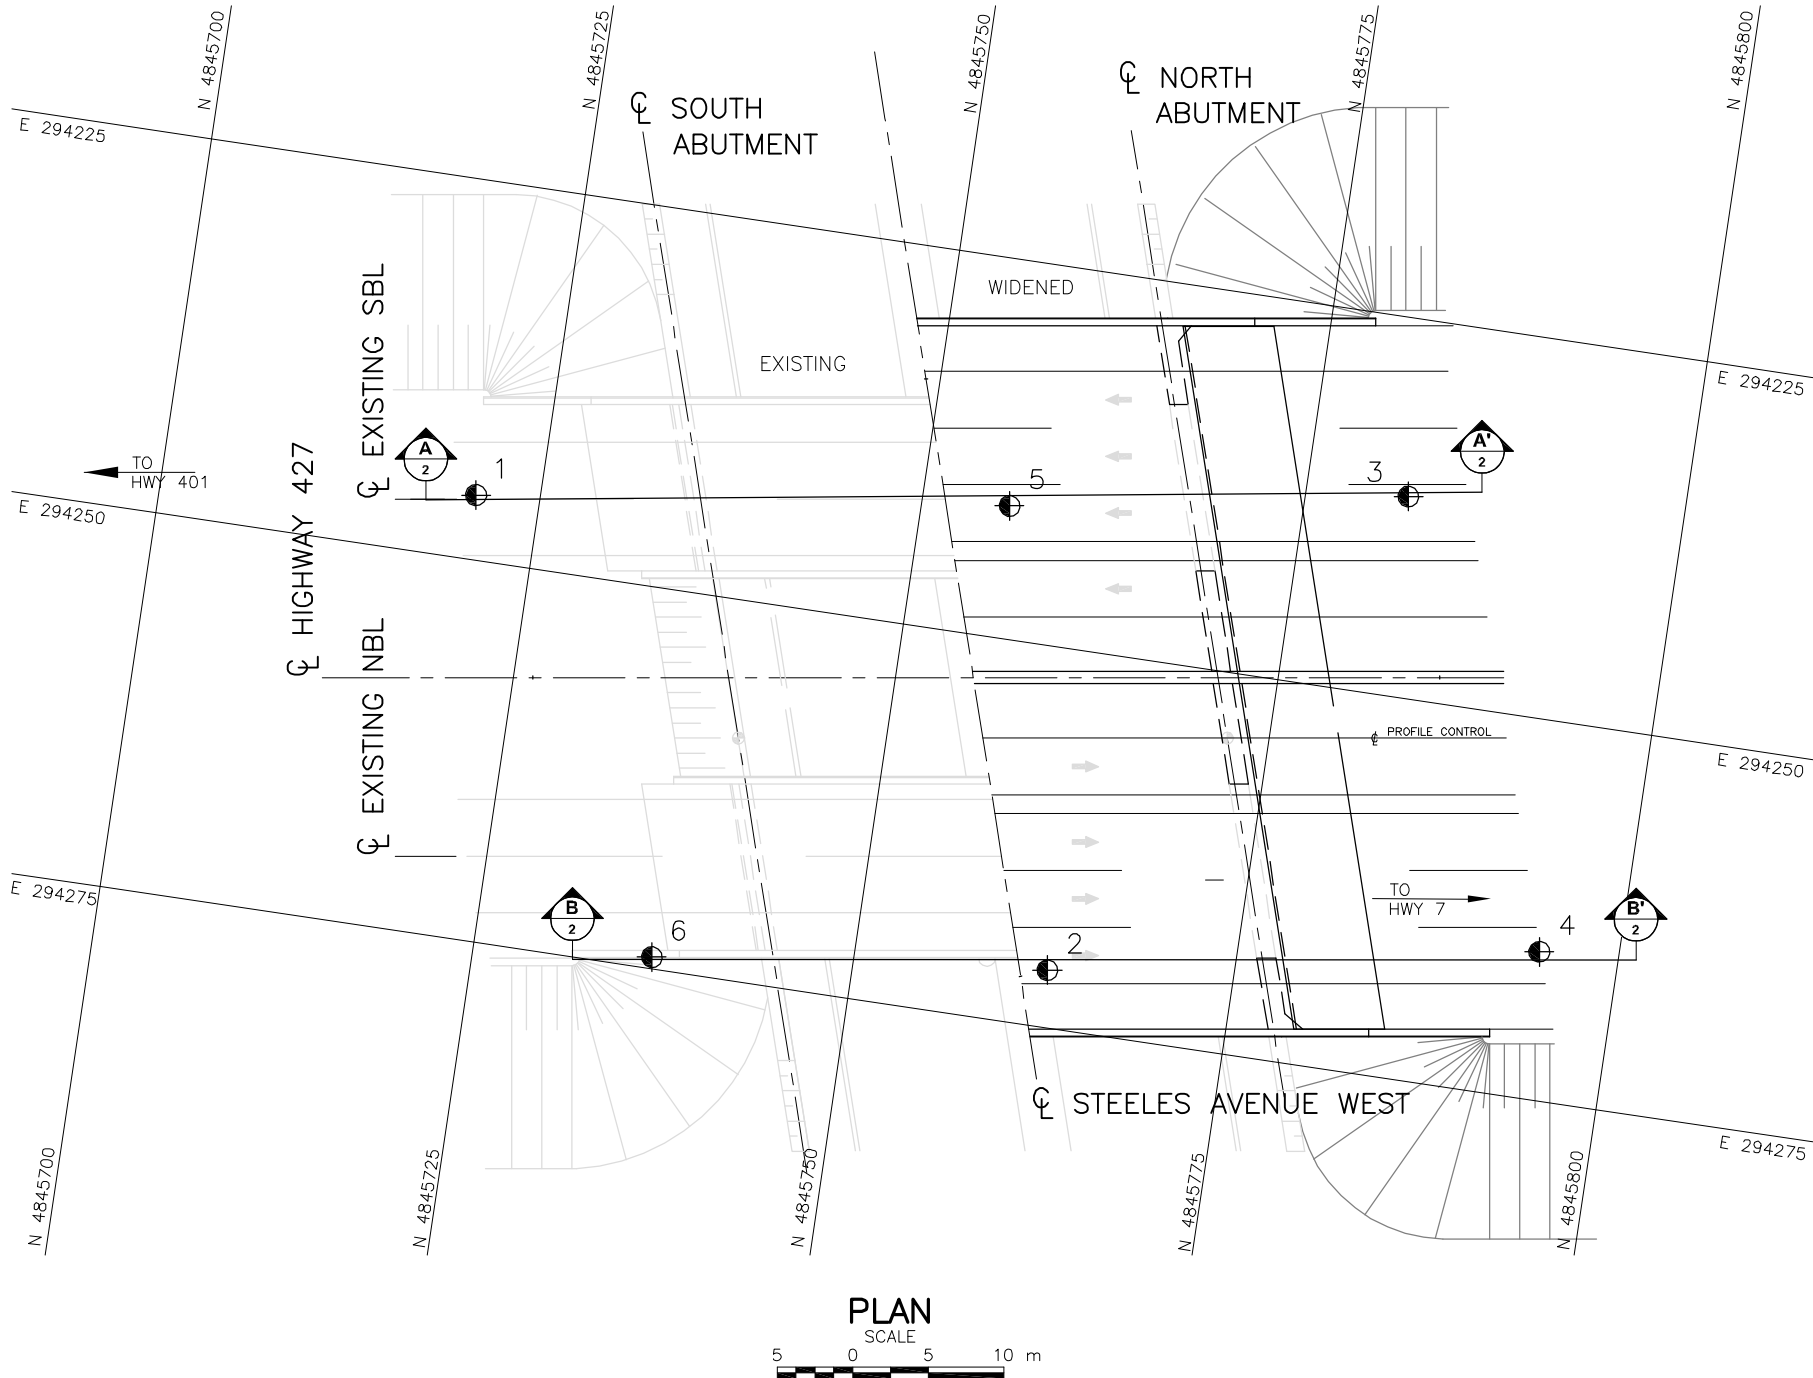 N 4845700
N 4845725
N 4845750
N 4845775
N 4845800
℄ SOUTH
ABUTMENT
℄ NORTH
ABUTMENT
E 294225
WIDENED
EXISTING
℄ EXISTING SBL
E 294225
A
2
1
5
3
A'
2
TO
HWY 401
℄ HIGHWAY 427
E 294250
℄ EXISTING NBL
℄ PROFILE CONTROL
E 294250
E 294275
B
2
6
2
TO
HWY 7
4
B'
2
℄ STEELES AVENUE WEST
E 294275
N 4845700
N 4845725
N 4845750
N 4845775
N 4845800
PLAN
SCALE
5 0 5 10 m